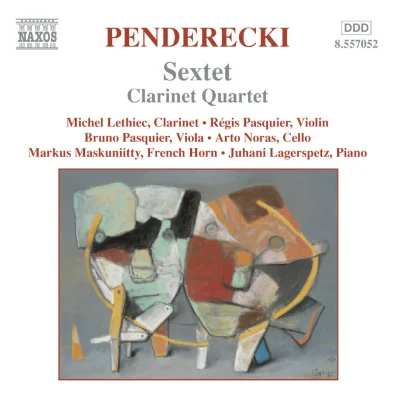 NAXOS
DDD
8.557052
PENDERECKI
Sextet
Clarinet Quartet
Michel Lethiec, Clarinet • Régis Pasquier, Violin
Bruno Pasquier, Viola • Arto Noras, Cello
Markus Maskuniitty, French Horn • Juhani Lagerspetz, Piano